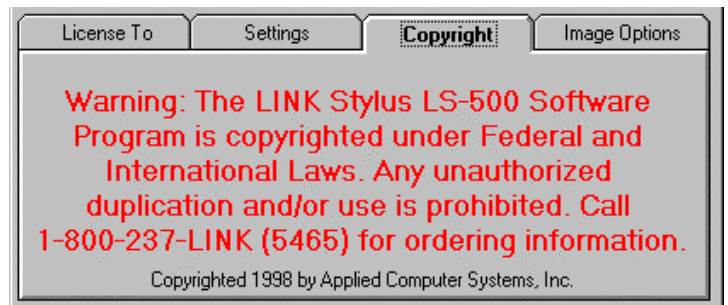 License To Settings Copyright Image Options
Warning: The LINK Stylus LS-500 Software
Program is copyrighted under Federal and
International Laws. Any unauthorized
duplication and/or use is prohibited. Call
1-800-237-LINK (5465) for ordering information.
Copyrighted 1998 by Applied Computer Systems, Inc.